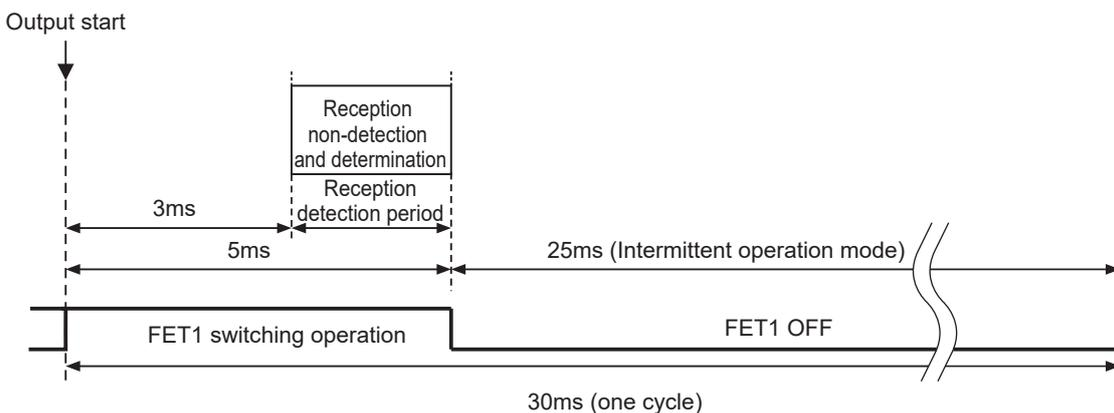 Output start
Reception
non-detection
and determination
Reception
detection period
3ms
5ms
25ms (Intermittent operation mode)
FET1 switching operation
FET1 OFF
30ms (one cycle)